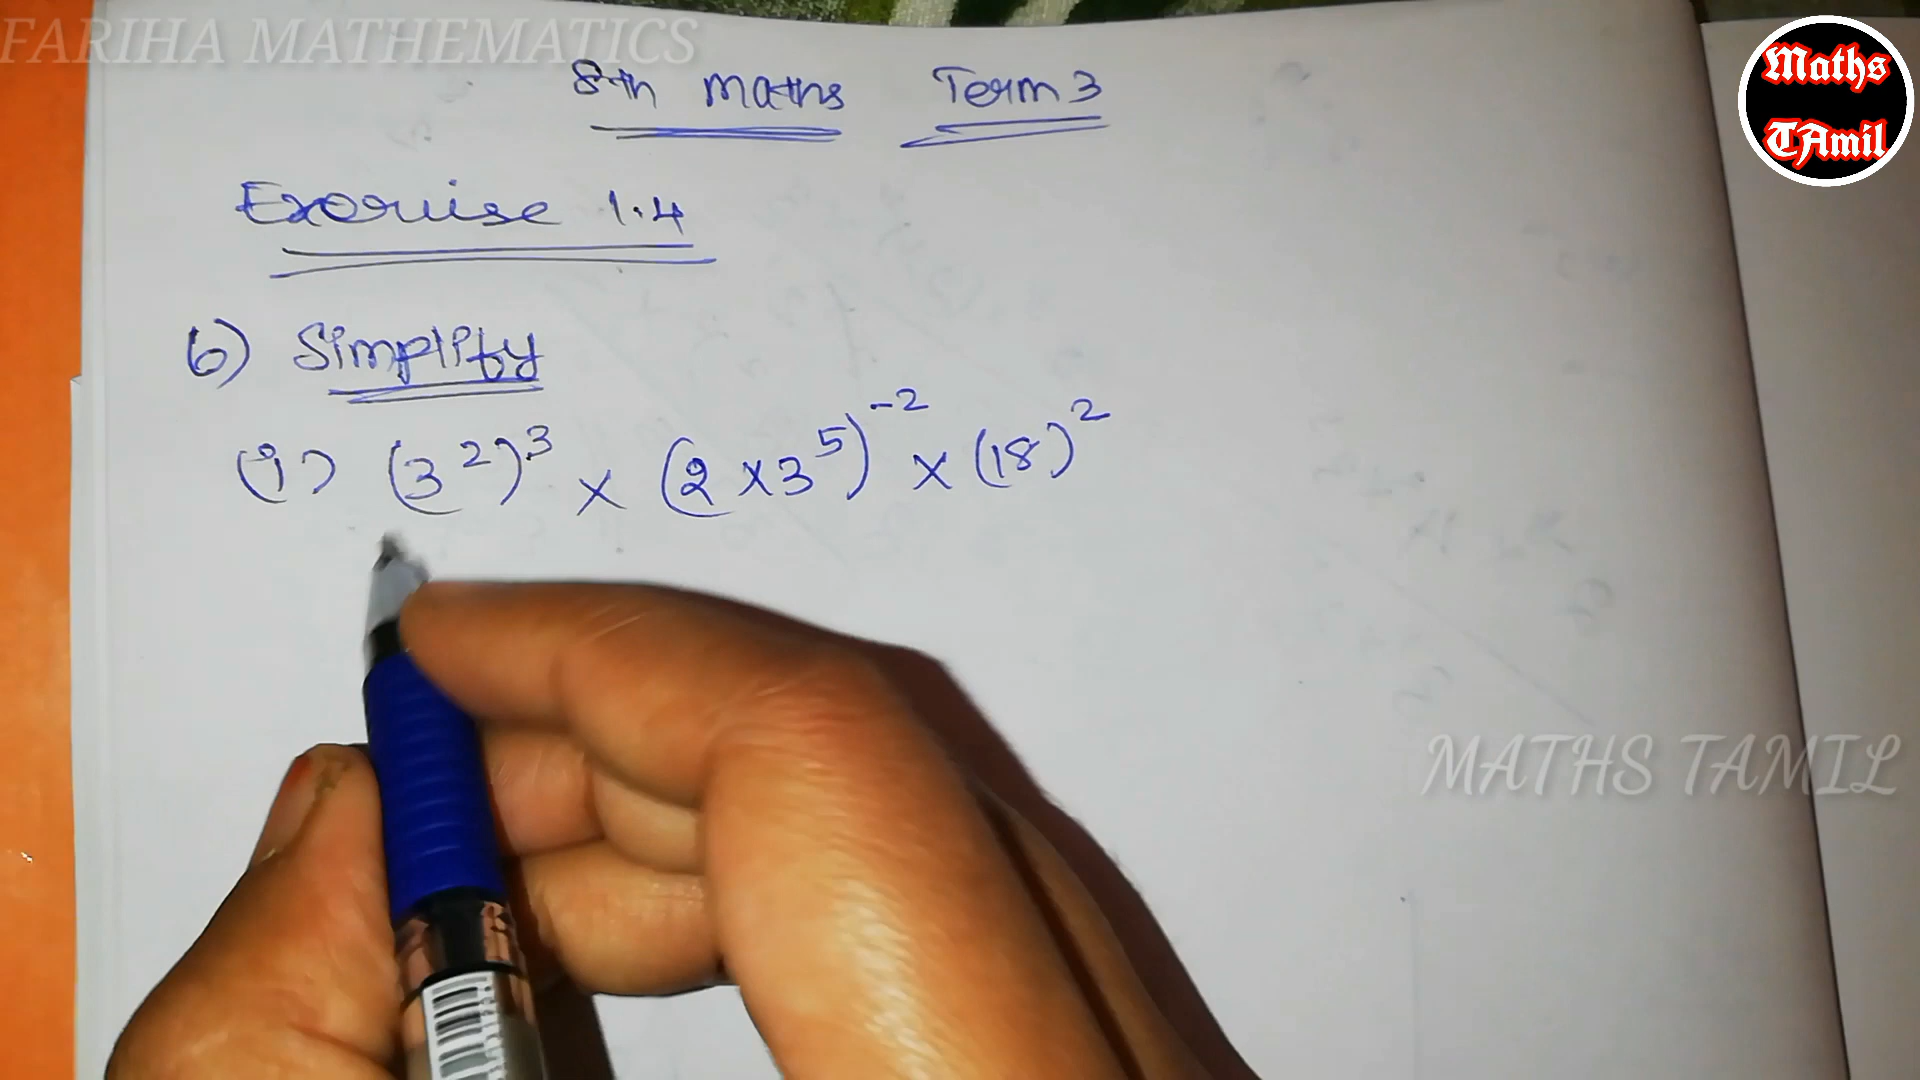 FARIHA MATHEMATICS
Maths
TAmil
8th Maths Term 3
Exercise 1.4
6) Simplify
(i) (3²)³ × (2 × 3⁵)⁻² × (18)²
MATHS TAMIL